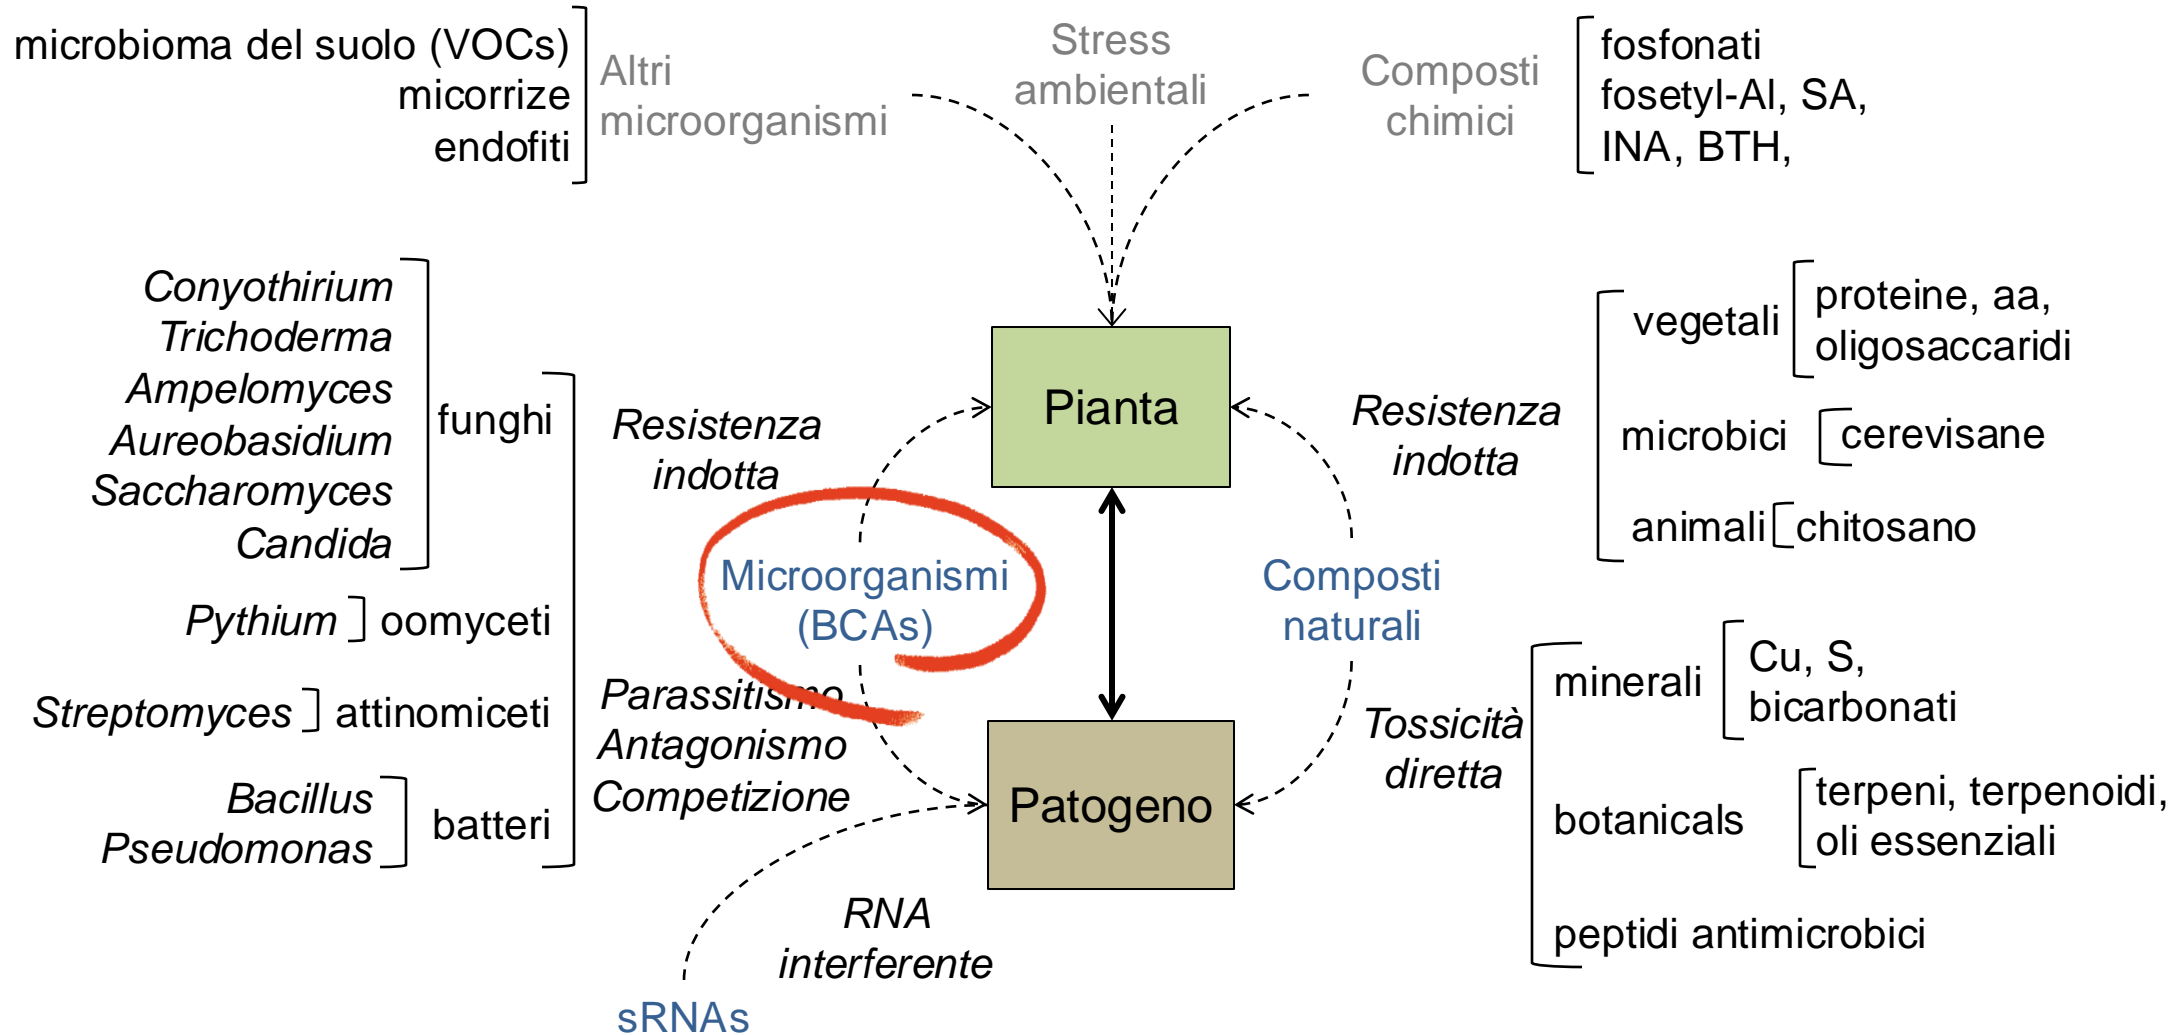 microbioma del suolo (VOCs)
micorrize
endofiti
Altri
microorganismi
Stress
ambientali
Composti
chimici
fosfonati
fosetyl-Al, SA,
INA, BTH,
Conyothirium
Trichoderma
Ampelomyces
Aureobasidium
Saccharomyces
Candida
funghi
Pythium
oomyceti
Streptomyces
attinomiceti
Bacillus
Pseudomonas
batteri
Resistenza
indotta
Microorganismi
(BCAs)
Parassitismo
Antagonismo
Competizione
RNA
interferente
sRNAs
Pianta
Patogeno
Resistenza
indotta
Composti
naturali
Tossicità
diretta
vegetali
proteine, aa,
oligosaccaridi
microbici
cerevisane
animali
chitosano
minerali
Cu, S,
bicarbonati
botanicals
terpeni, terpenoidi,
oli essenziali
peptidi antimicrobici